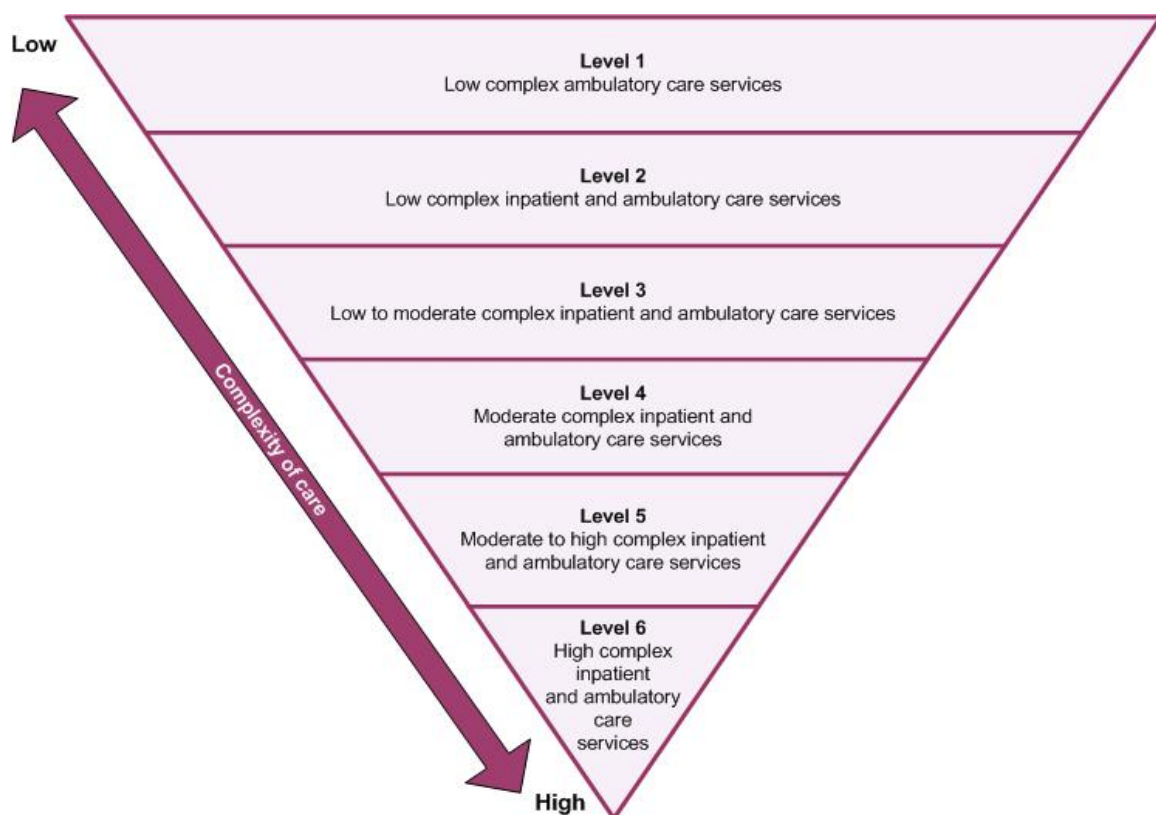 Low
Level 1
Low complex ambulatory care services
Level 2
Low complex inpatient and ambulatory care services
Level 3
Low to moderate complex inpatient and ambulatory care services
Complexity of care
Level 4
Moderate complex inpatient and
ambulatory care services
Level 5
Moderate to high complex inpatient
and ambulatory care services
Level 6
High complex
inpatient
and ambulatory
care
services
High